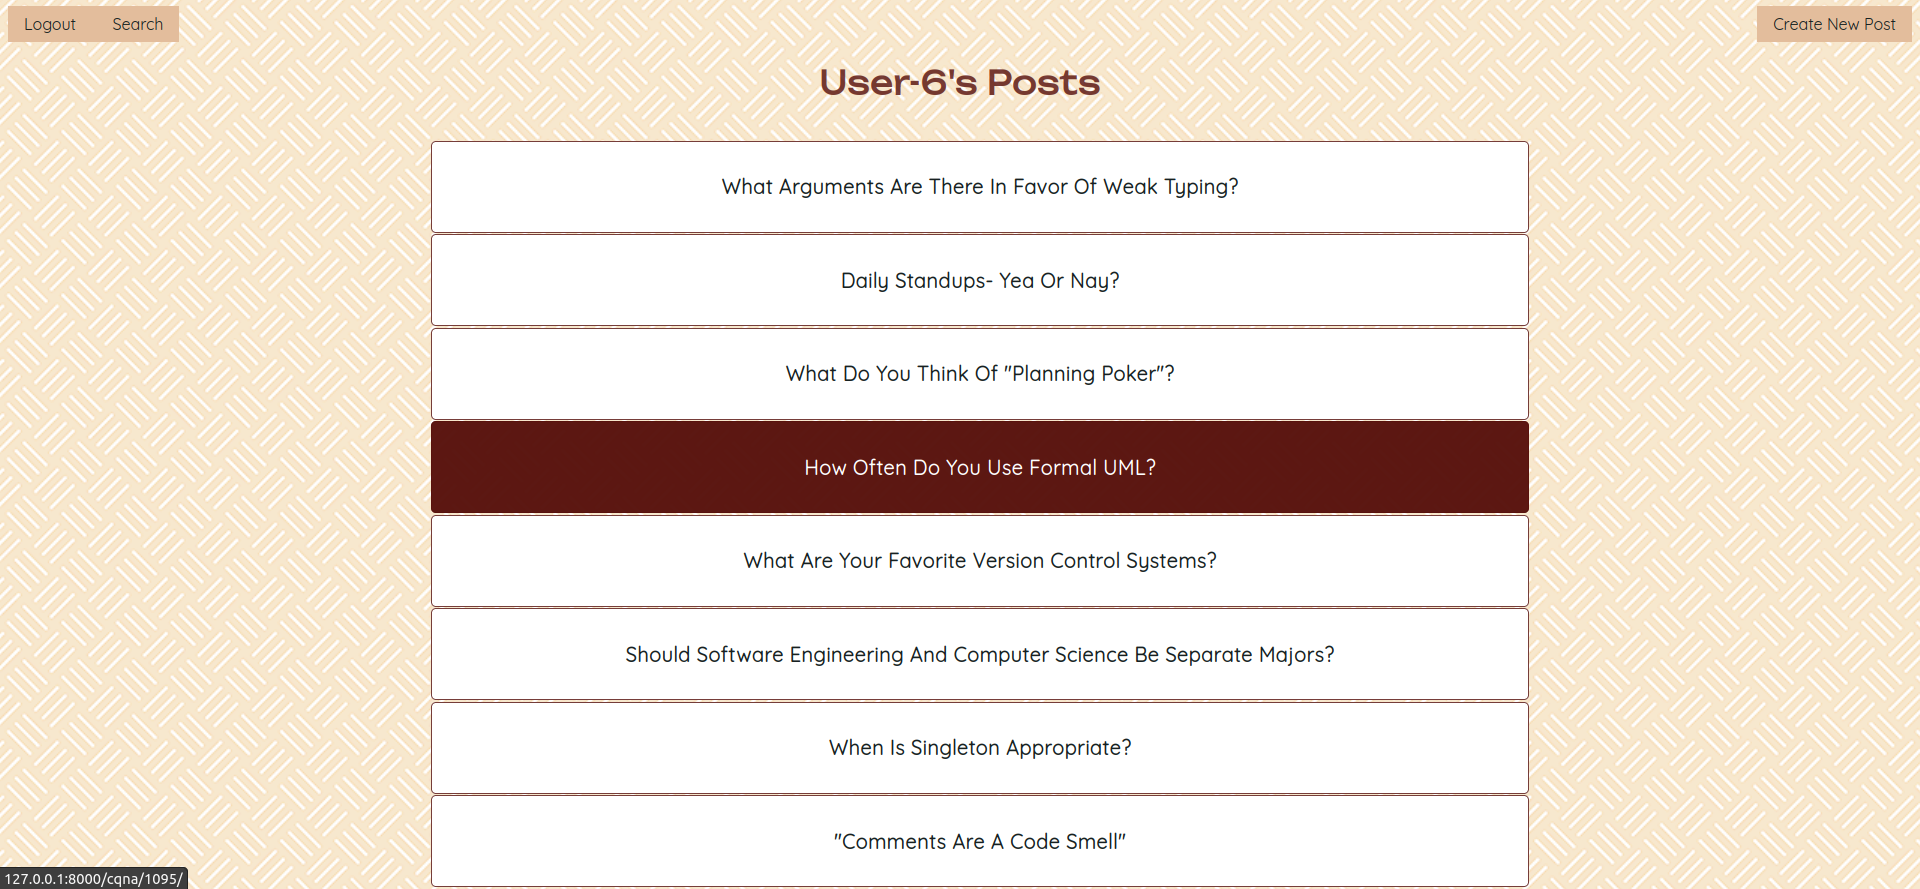 Logout Search Create New Post
User-6's Posts
What Arguments Are There In Favor Of Weak Typing?
Daily Standups- Yea Or Nay?
What Do You Think Of "Planning Poker"?
How Often Do You Use Formal UML?
What Are Your Favorite Version Control Systems?
Should Software Engineering And Computer Science Be Separate Majors?
When Is Singleton Appropriate?
"Comments Are A Code Smell"
127.0.0.1:8000/cqna/1095/